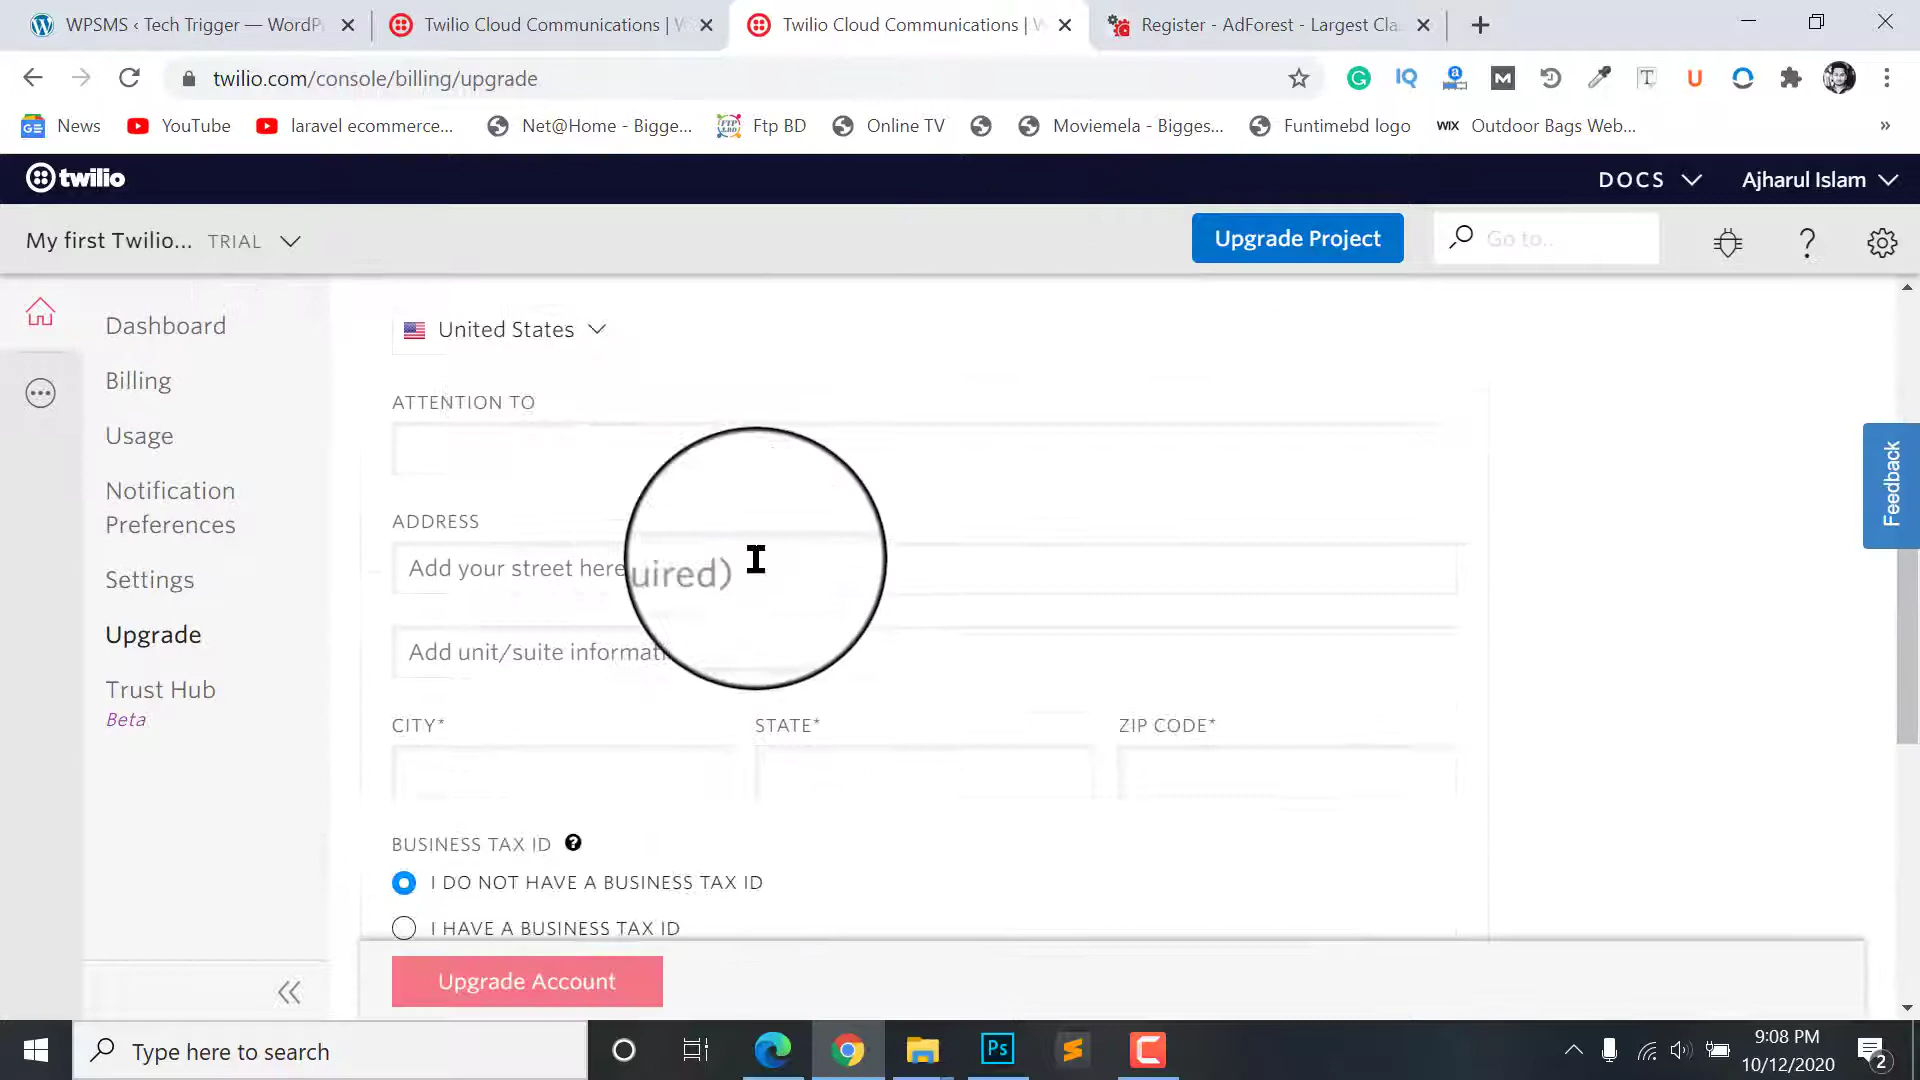 WPSMS ‹ Tech Trigger — WordP
Twilio Cloud Communications | W
Twilio Cloud Communications | W
Register - AdForest - Largest Cla
twilio.com/console/billing/upgrade
GE News
YouTube
laravel ecommerce...
Net@Home - Bigge...
Ftp BD
Online TV
Moviemela - Bigges...
Funtimebd logo
WIX Outdoor Bags Web...
»
twilio
DOCS
Ajharul Islam
My first Twilio... TRIAL
Upgrade Project
Go to..
Dashboard
Billing
Usage
Notification
Preferences
Settings
Upgrade
Trust Hub
Beta
United States
ATTENTION TO
ADDRESS
Add your street here
uired)
Add unit/suite informati
CITY*
STATE*
ZIP CODE*
BUSINESS TAX ID
I DO NOT HAVE A BUSINESS TAX ID
I HAVE A BUSINESS TAX ID
Upgrade Account
Feedback
Type here to search
Ps
9:08 PM
10/12/2020
2